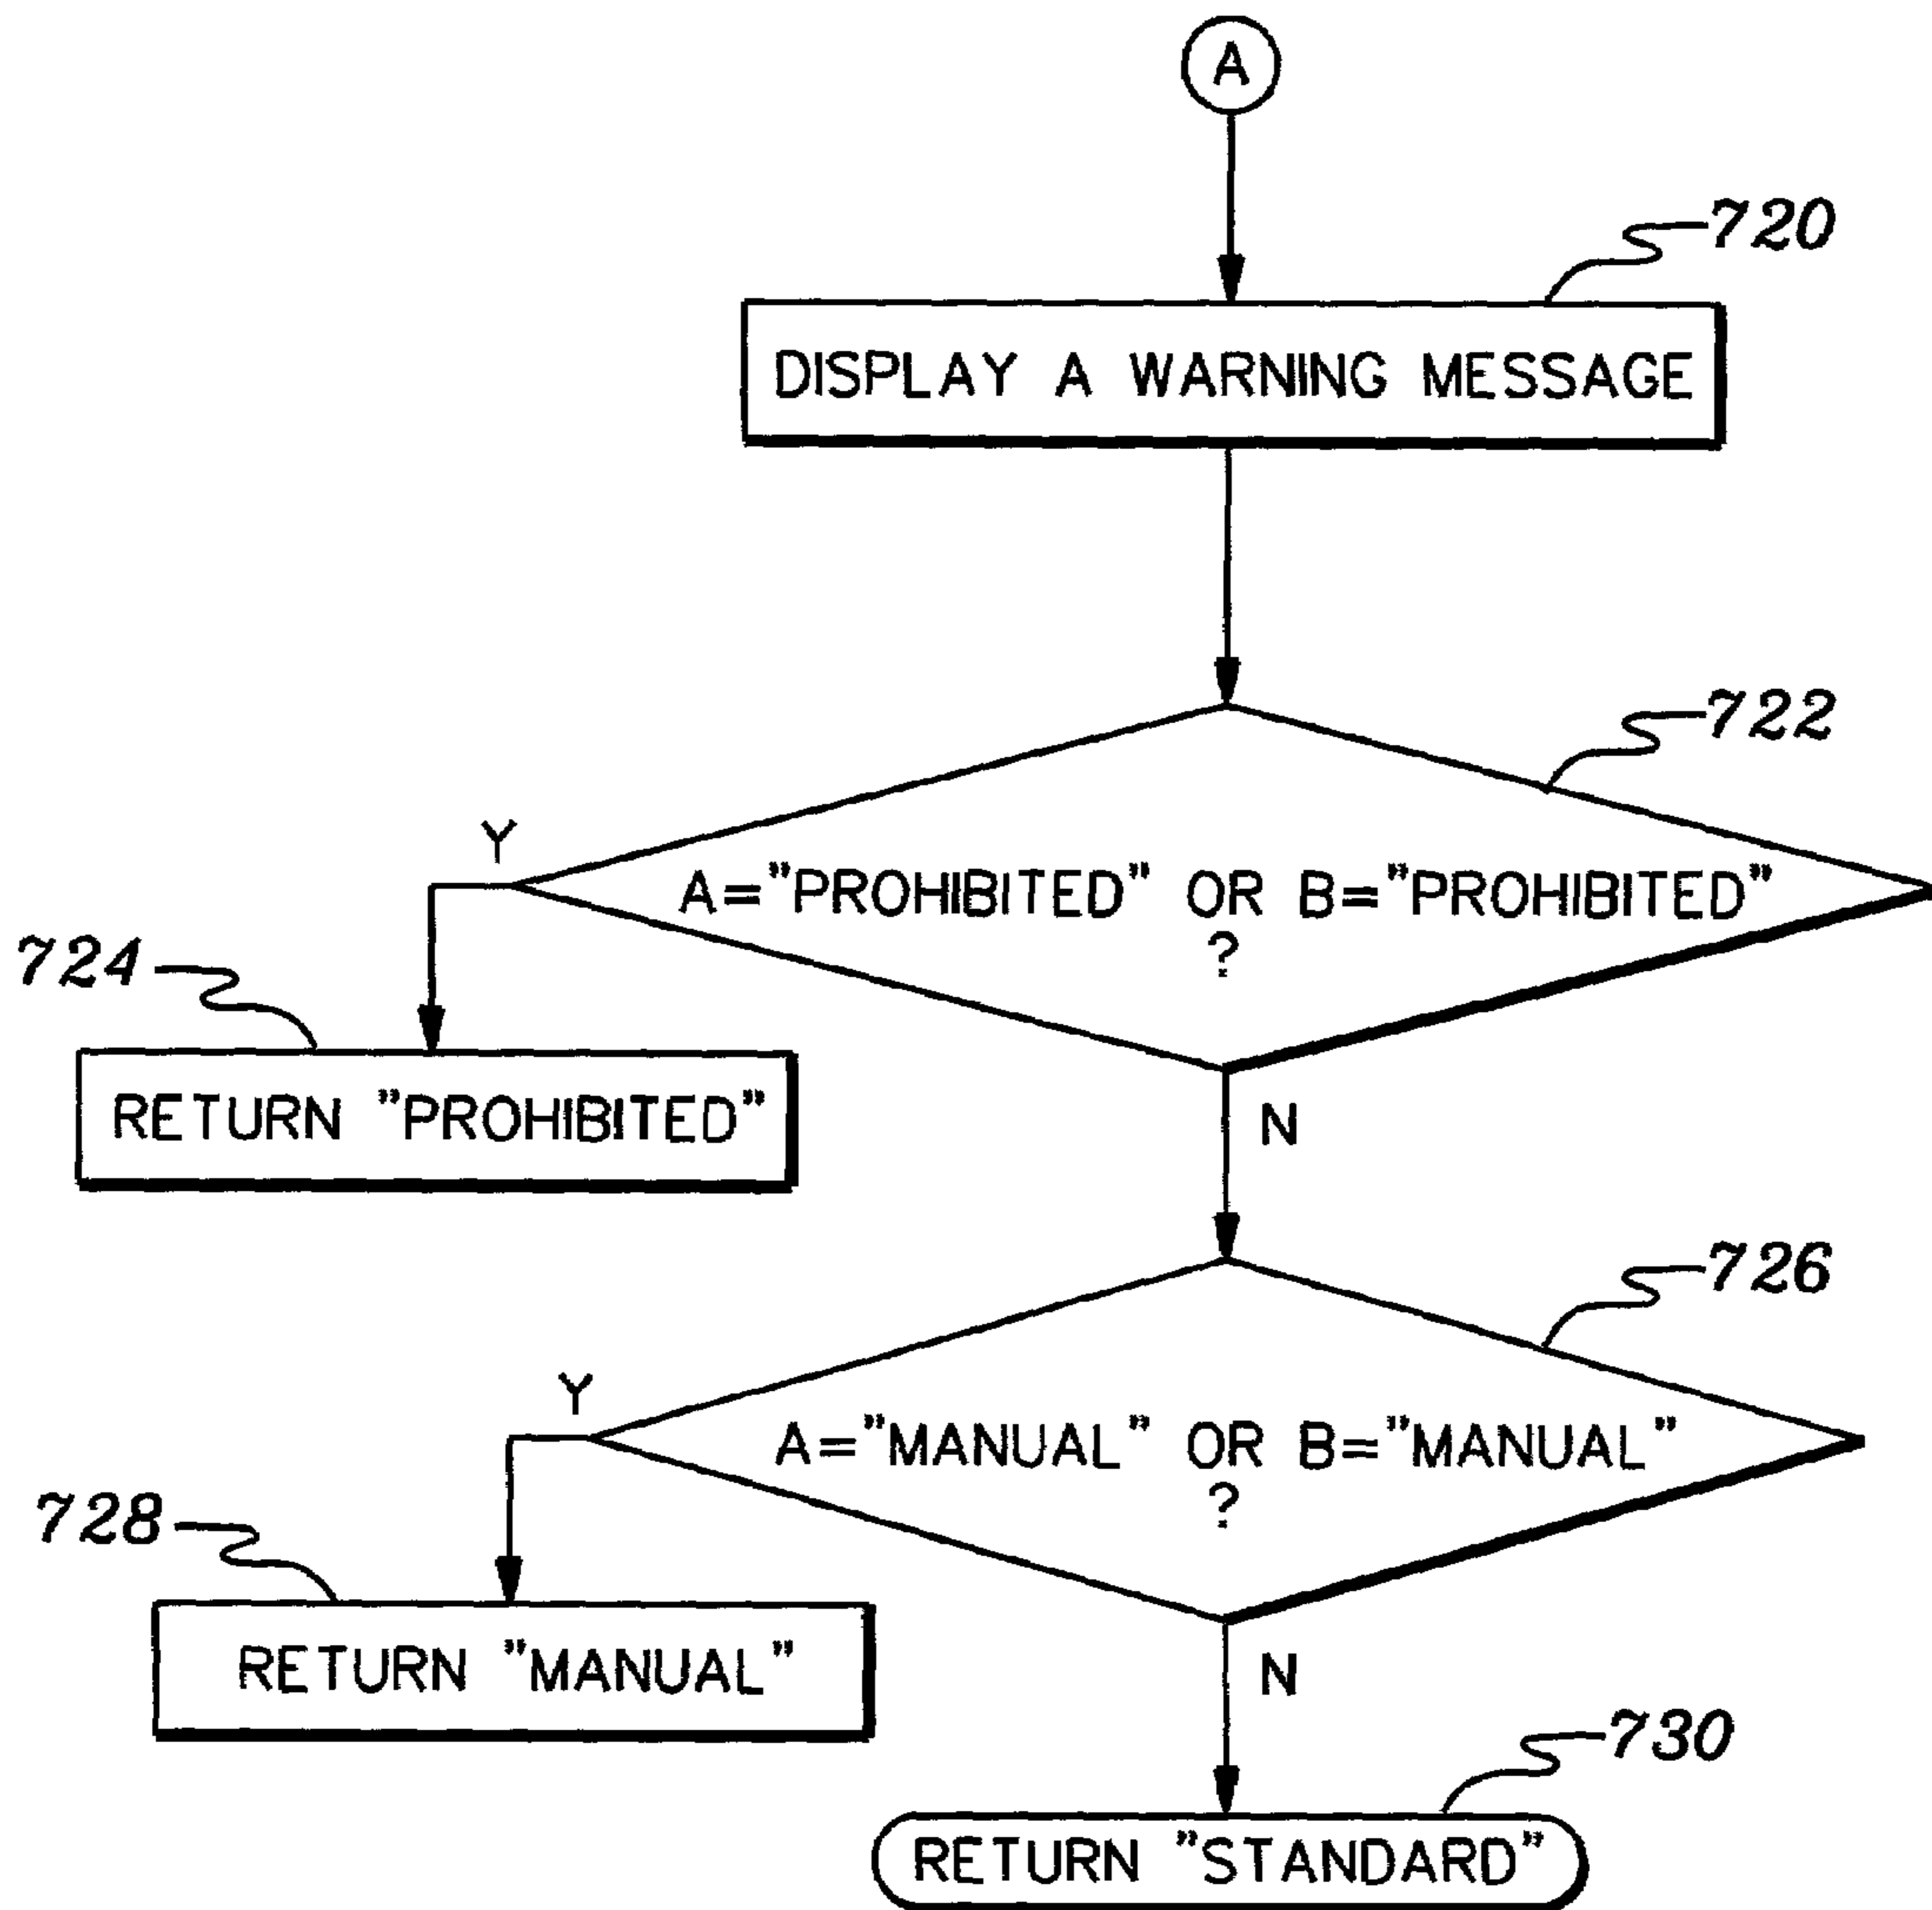 A
720
DISPLAY A WARNING MESSAGE
722
Y
A="PROHIBITED" OR B="PROHIBITED"
?
724
RETURN "PROHIBITED"
N
726
Y
A="MANUAL" OR B="MANUAL"
?
728
RETURN "MANUAL"
N
730
RETURN "STANDARD"